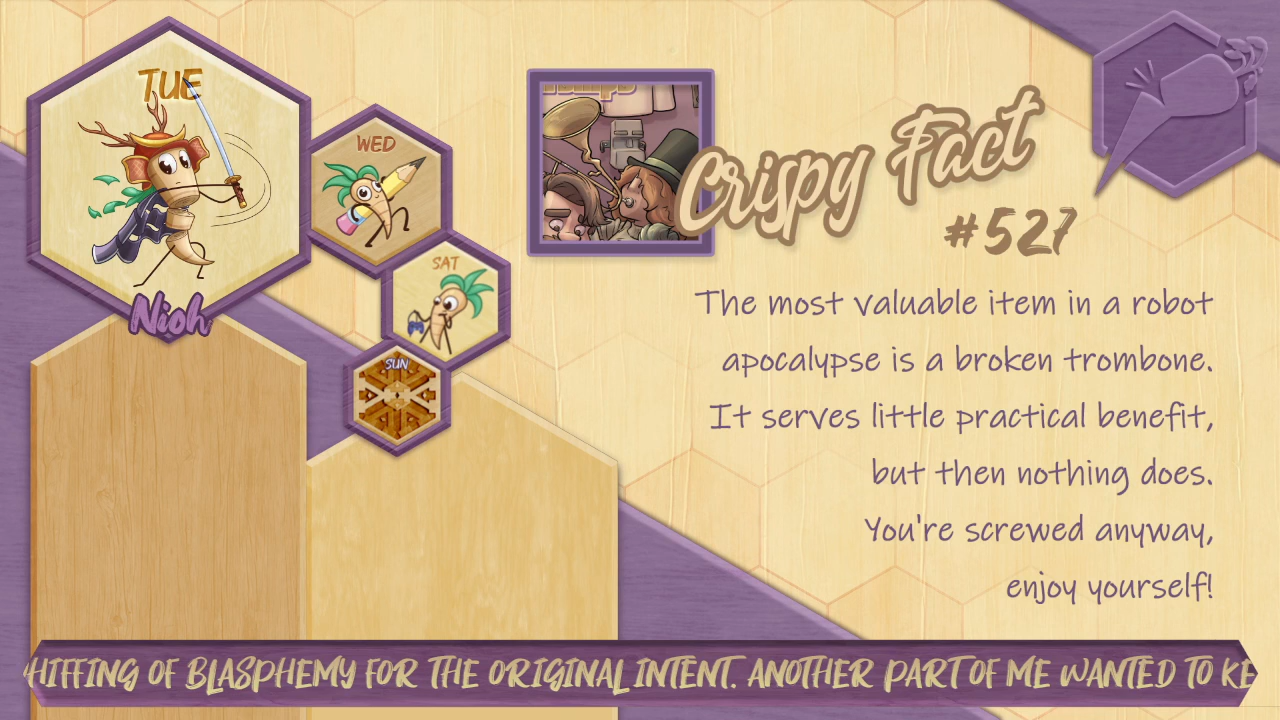 TUE
Nioh
WED
SAT
SUN
Crispy Fact
#527
The most valuable item in a robot
apocalypse is a broken trombone.
It serves little practical benefit,
but then nothing does.
You're screwed anyway,
enjoy yourself!
HIFFING OF BLASPHEMY FOR THE ORIGINAL INTENT. ANOTHER PART OF ME WANTED TO KE